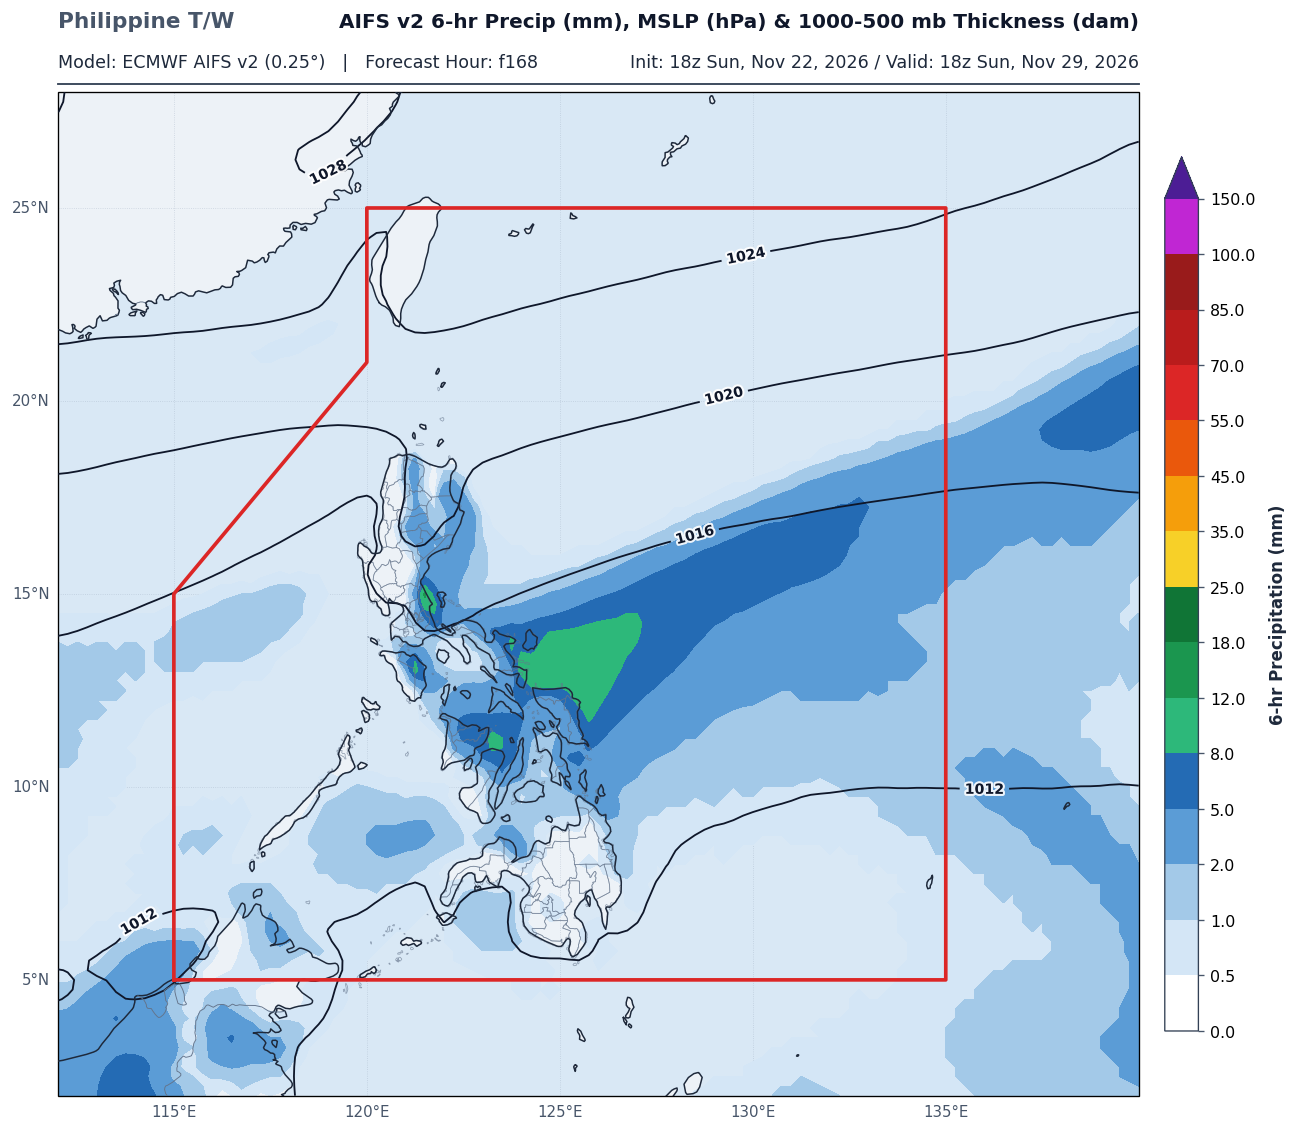 Philippine T/W
AIFS v2 6-hr Precip (mm), MSLP (hPa) & 1000-500 mb Thickness (dam)
Model: ECMWF AIFS v2 (0.25°)   |   Forecast Hour: f168
Init: 18z Sun, Nov 22, 2026 / Valid: 18z Sun, Nov 29, 2026
1028
25°N
1024
1020
20°N
1016
15°N
10°N
1012
1012
5°N
115°E
120°E
125°E
130°E
135°E
150.0
100.0
85.0
70.0
55.0
45.0
35.0
25.0
18.0
12.0
8.0
5.0
2.0
1.0
0.5
0.0
6-hr Precipitation (mm)